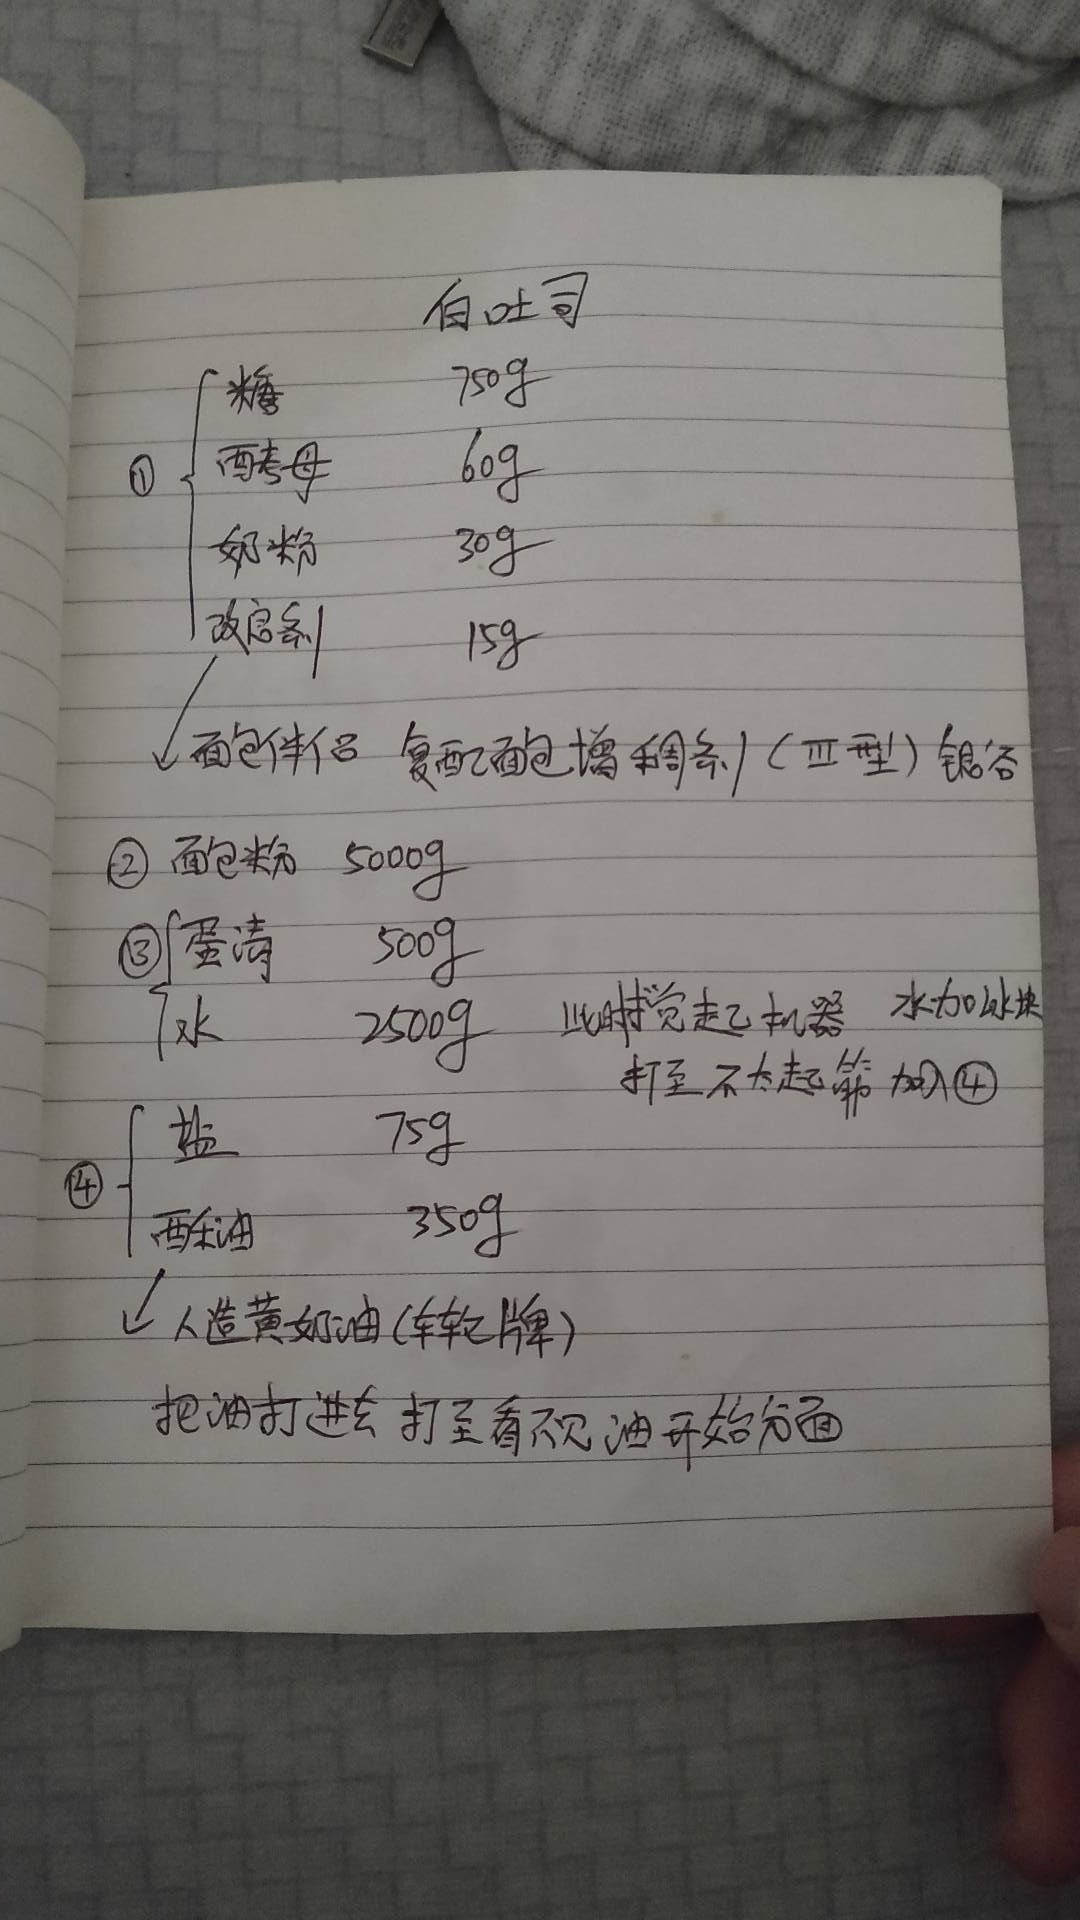 白吐司
糖 750g
① 酵母 60g
奶粉 30g
改良剂 15g
面包伴侣 复配面包增稠剂(Ⅲ型)
② 面包粉 5000g
③ 蛋清 500g
水 2500g 此时 起机器 水加冰块
打至不太起筋 加入④
盐 75g
④
酥油 350g
人造黄奶油(车轮牌)
把油打进去 打至看不见油开始分面